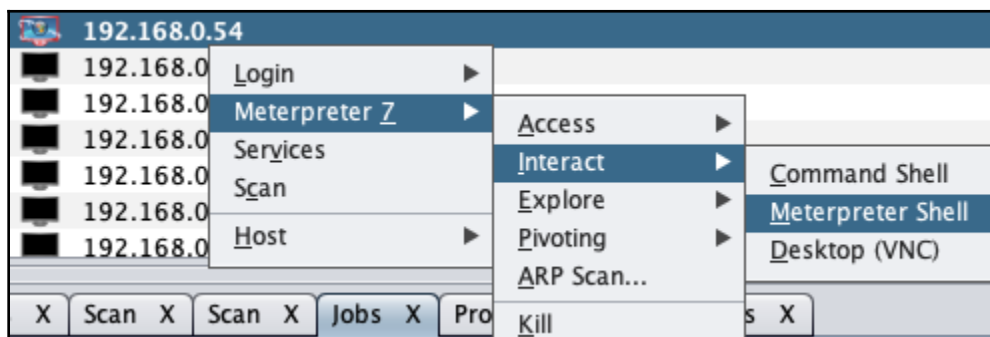 192.168.0.54
192.168.0
192.168.0
192.168.0
192.168.0
192.168.0
192.168.0
Login
Meterpreter 7
Services
Scan
Host
Access
Interact
Explore
Pivoting
ARP Scan...
Kill
Command Shell
Meterpreter Shell
Desktop (VNC)
X Scan X Scan X Jobs X Pro s X